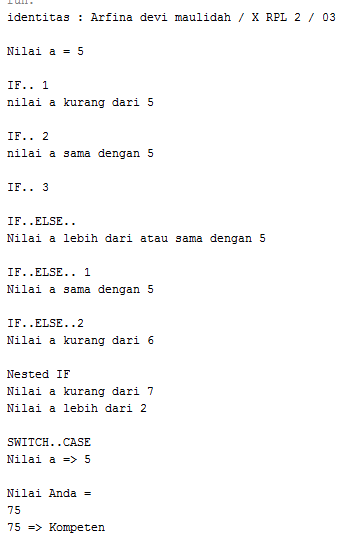 run:
identitas : Arfina devi maulidah / X RPL 2 / 03
Nilai a = 5
IF.. 1
nilai a kurang dari 5
IF.. 2
nilai a sama dengan 5
IF.. 3
IF..ELSE..
Nilai a lebih dari atau sama dengan 5
IF..ELSE.. 1
Nilai a sama dengan 5
IF..ELSE..2
Nilai a kurang dari 6
Nested IF
Nilai a kurang dari 7
Nilai a lebih dari 2
SWITCH..CASE
Nilai a => 5
Nilai Anda =
75
75 => Kompeten